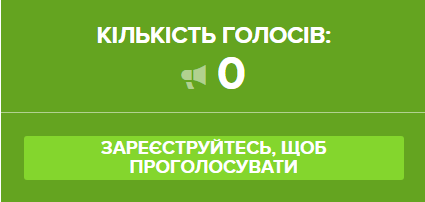 КІЛЬКІСТЬ ГОЛОСІВ:
0
ЗАРЕЄСТРУЙТЕСЬ, ЩОБ
ПРОГОЛОСУВАТИ